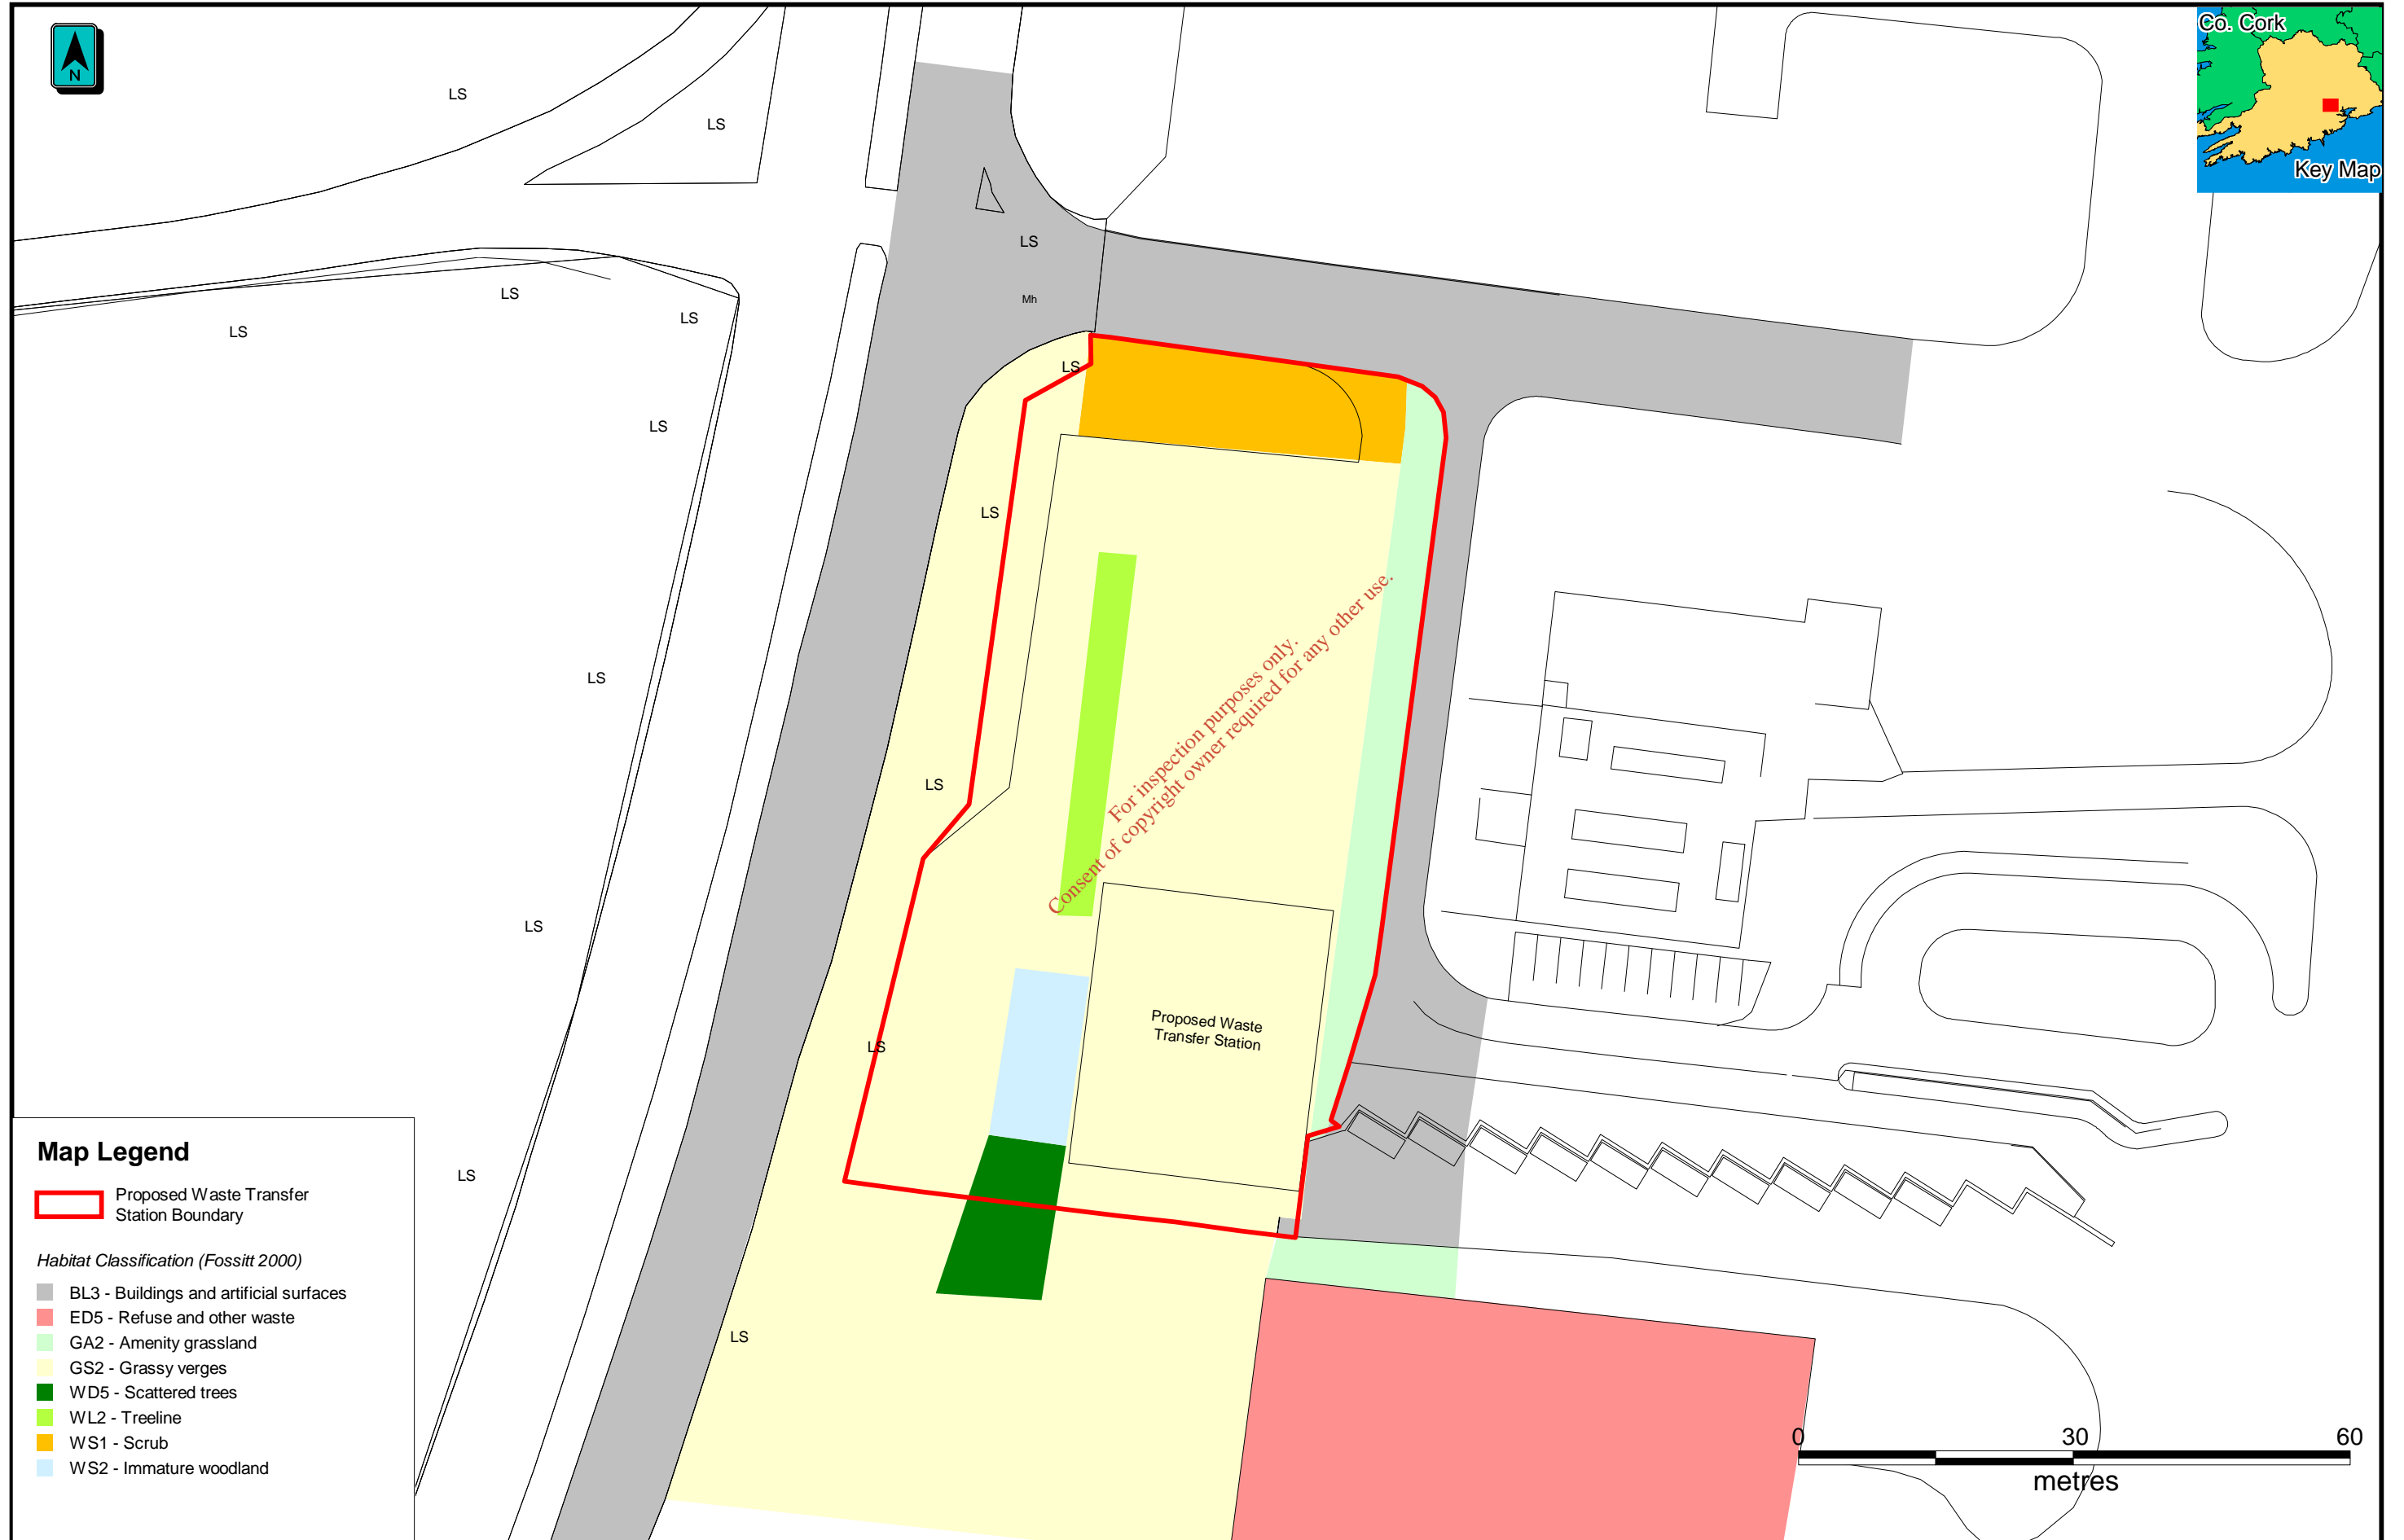 N
Co. Cork
Key Map
LS
LS
LS
Mh
LS
LS
LS
LS
LS
LS
LS
LS
LS
LS
LS
LS
LS
For inspection purposes only.
Consent of copyright owner required for any other use.
Proposed Waste
Transfer Station
Map Legend
Proposed Waste Transfer
Station Boundary
Habitat Classification (Fossitt 2000)
BL3 - Buildings and artificial surfaces
ED5 - Refuse and other waste
GA2 - Amenity grassland
GS2 - Grassy verges
WD5 - Scattered trees
WL2 - Treeline
WS1 - Scrub
WS2 - Immature woodland
0 30 60
metres